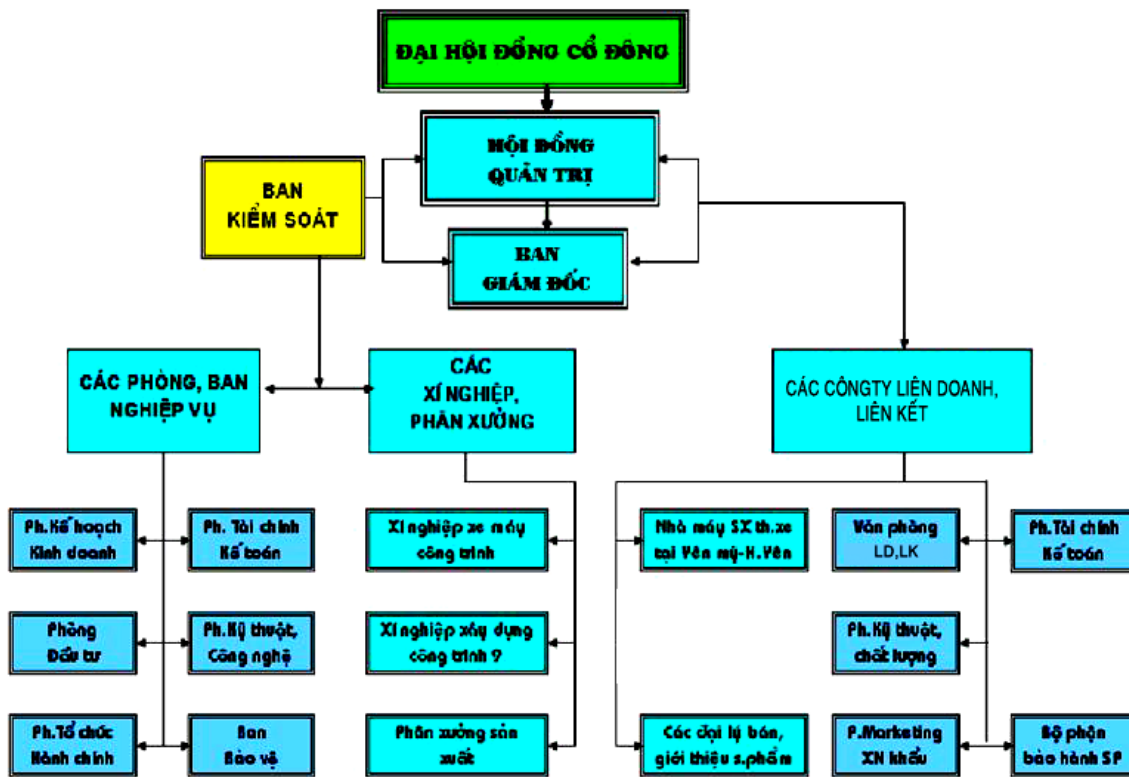 ĐẠI HỘI ĐỒNG CỔ ĐÔNG
HỘI ĐỒNG
QUẢN TRỊ
BAN
KIỂM SOÁT
BAN
GIÁM ĐỐC
CÁC PHÒNG, BAN
NGHIỆP VỤ
CÁC
XÍ NGHIỆP,
PHÂN XƯỞNG
CÁC CÔNGTY LIÊN DOANH,
LIÊN KẾT
Ph.Kế hoạch
Kinh doanh
Ph. Tài chính
Kế toán
Xí nghiệp xe máy
công trình
Nhà máy SX th.xe
tại Yên mỹ-H.Yên
Văn phòng
LD,LK
Ph.Tài chính
Kế toán
Phòng
Đầu tư
Ph.Kỹ thuật,
Công nghệ
Xí nghiệp xây dựng
công trình ?
Ph.Kỹ thuật,
chất lượng
Ph.Tổ chức
Hành chính
Ban
Bảo vệ
Phân xưởng sản
xuất
Các đại lý bán,
giới thiệu s.phẩm
P.Marketing
XN khẩu
Bộ phận
bảo hành SP